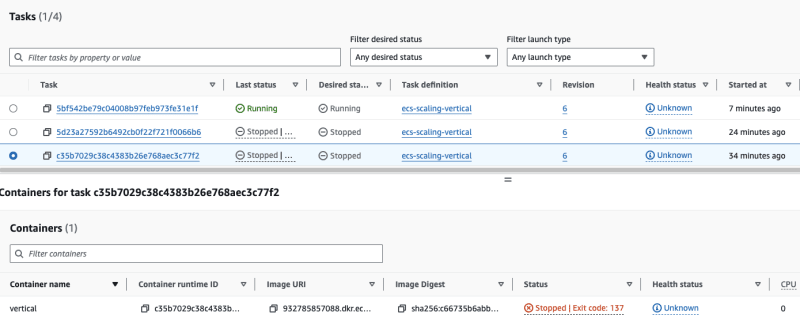 Tasks (1/4)
Filter desired status
Filter launch type
Filter tasks by property or value
Any desired status
Any launch type
Task Last status Desired sta... Task definition Revision Health status Started at
5bf542be79c04008b97feb973fe31e1f Running Running ecs-scaling-vertical 6 Unknown 7 minutes ago
5d23a27592b6492cb0f22f721f0066b6 Stopped | ... Stopped ecs-scaling-vertical 6 Unknown 24 minutes ago
c35b7029c38c4383b26e768aec3c77f2 Stopped | ... Stopped ecs-scaling-vertical 6 Unknown 34 minutes ago
Containers for task c35b7029c38c4383b26e768aec3c77f2
Containers (1)
Filter containers
Container name Container runtime ID Image URI Image Digest Status Health status CPU
vertical c35b7029c38c4383b... 932785857088.dkr.ec... sha256:c66735b6abb... Stopped | Exit code: 137 Unknown 0